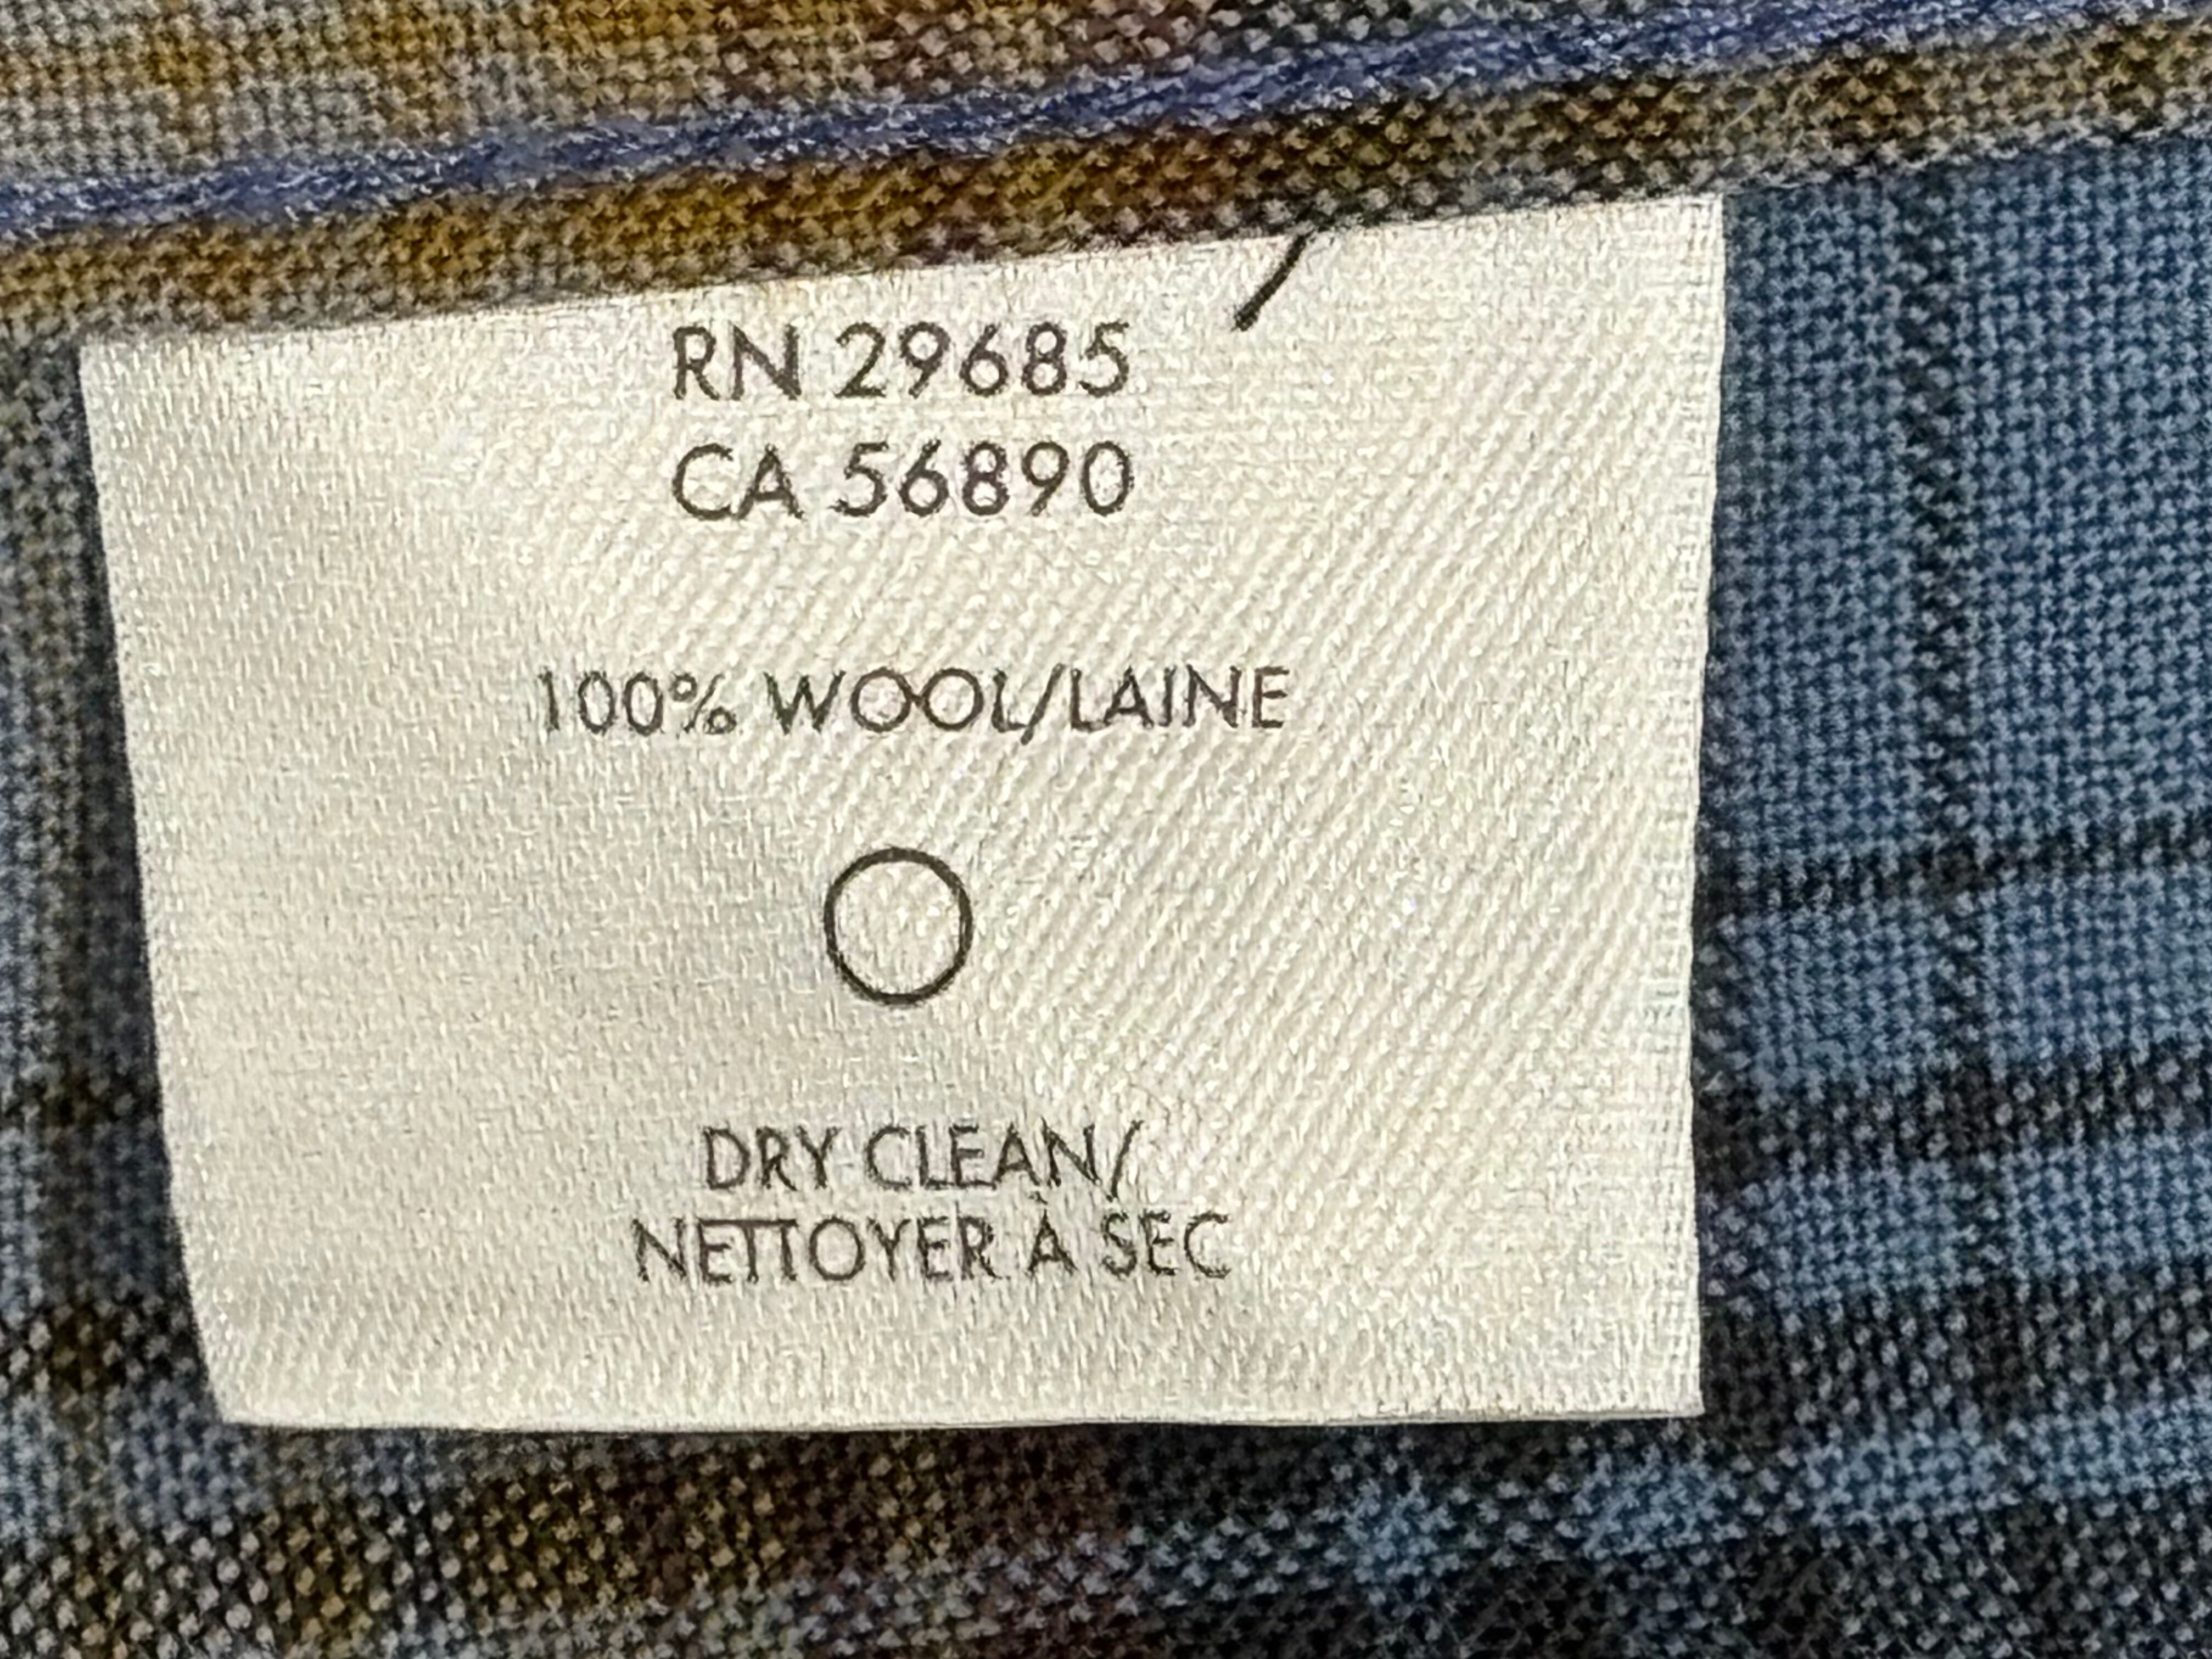 RN 29685
CA 56890
100% WOOL/LAINE
DRY CLEAN/
NETTOYER À SEC